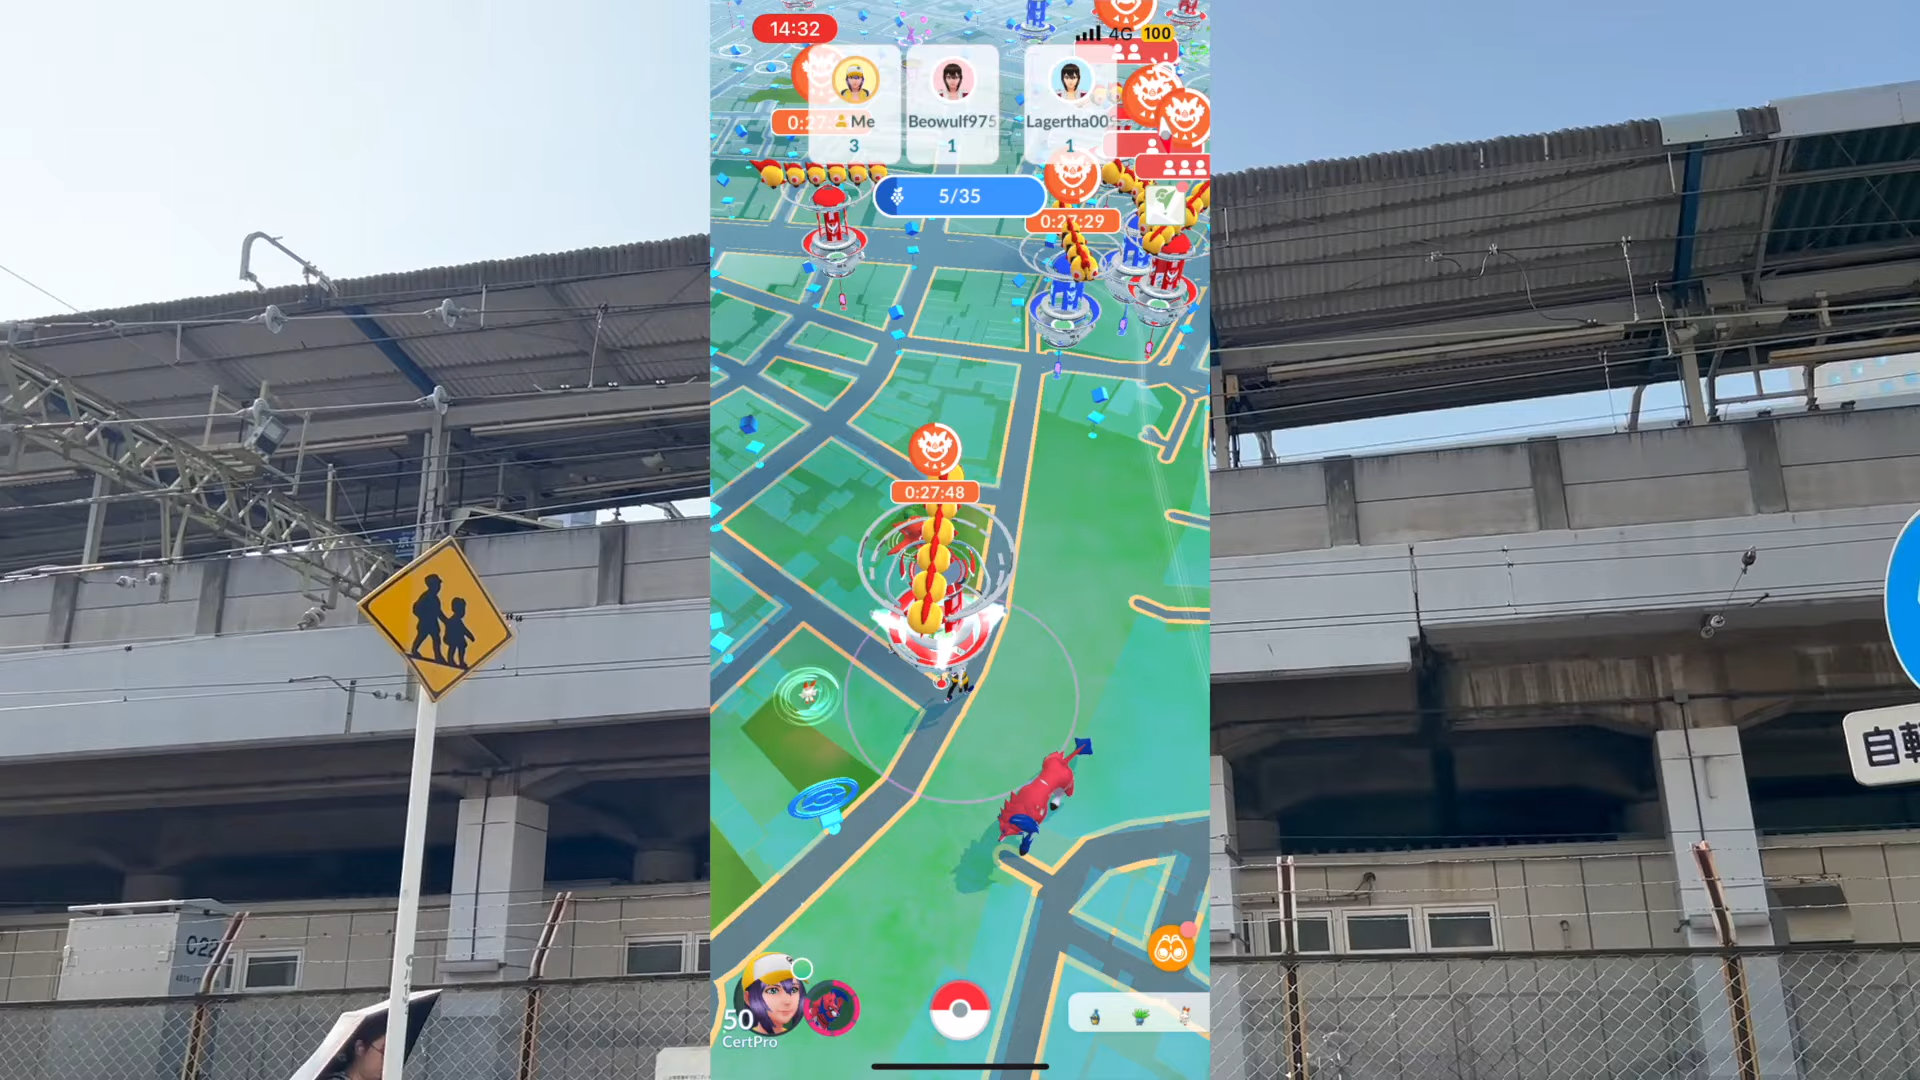 14:32
4G 100
Me
3
Beowulf975
1
Lagertha009
1
5/35
0:27:29
0:27:48
50
CertPro
C22
自転